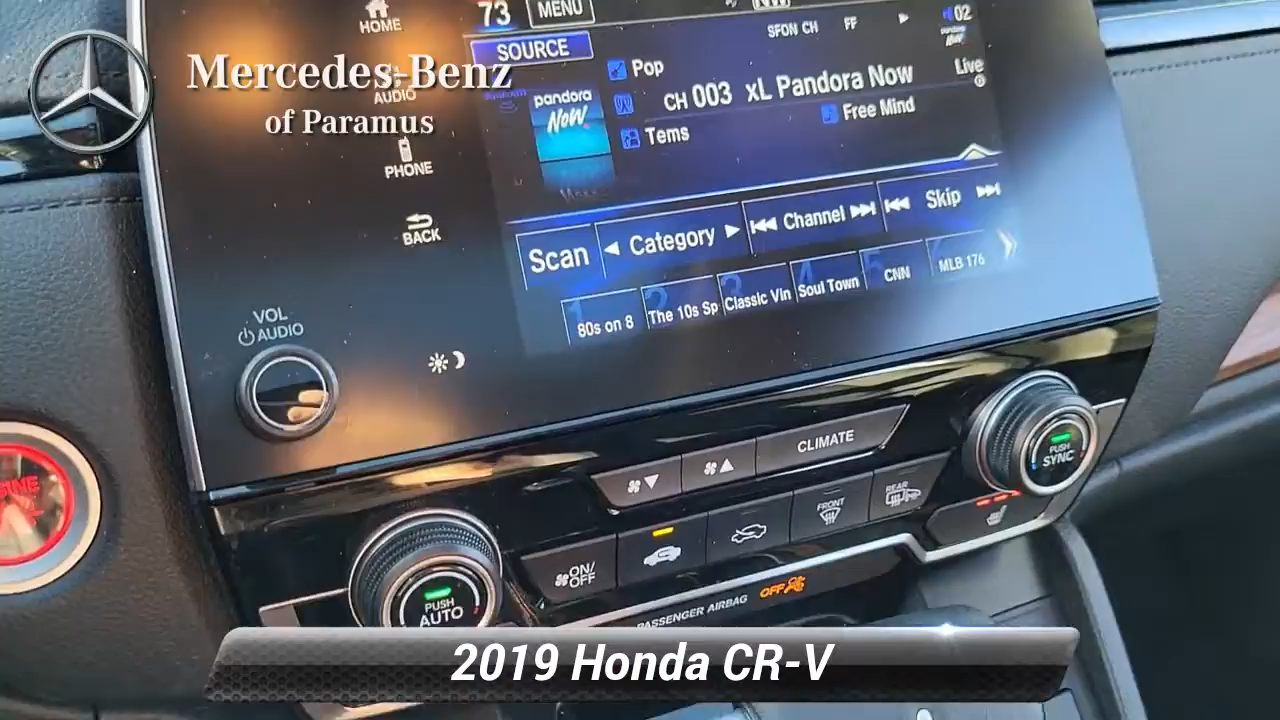 HOME
73
MENU
SOURCE
SFON CH
FF
02
Mercedes-Benz
of Paramus
AUDIO
Pop
pandora
NOW
CH 003 xL Pandora Now
Live
Tems
Free Mind
PHONE
BACK
Scan
Category
Channel
Skip
1
80s on 8
2
The 10s Sp
3
Classic Vin
4
Soul Town
5
CNN
MLB 176
VOL
AUDIO
CLIMATE
PUSH
SYNC
FRONT
REAR
ON/
OFF
PUSH
AUTO
PASSENGER AIRBAG
OFF
2019 Honda CR-V